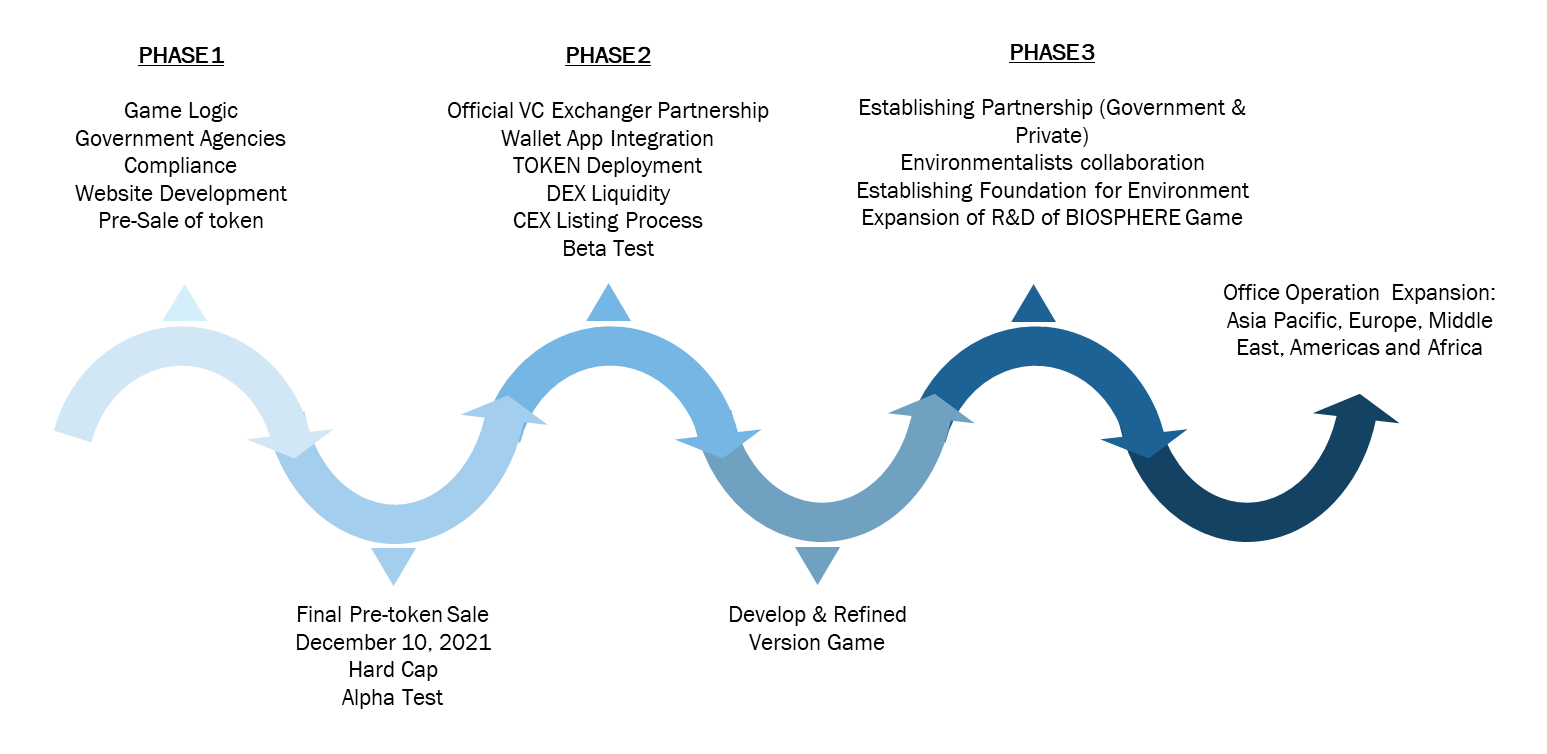 PHASE 1
Game Logic
Government Agencies
Compliance
Website Development
Pre-Sale of token
Final Pre-token Sale
December 10, 2021
Hard Cap
Alpha Test
PHASE 2
Official VC Exchanger Partnership
Wallet App Integration
TOKEN Deployment
DEX Liquidity
CEX Listing Process
Beta Test
Develop & Refined
Version Game
PHASE 3
Establishing Partnership (Government &
Private)
Environmentalists collaboration
Establishing Foundation for Environment
Expansion of R&D of BIOSPHERE Game
Office Operation Expansion:
Asia Pacific, Europe, Middle
East, Americas and Africa